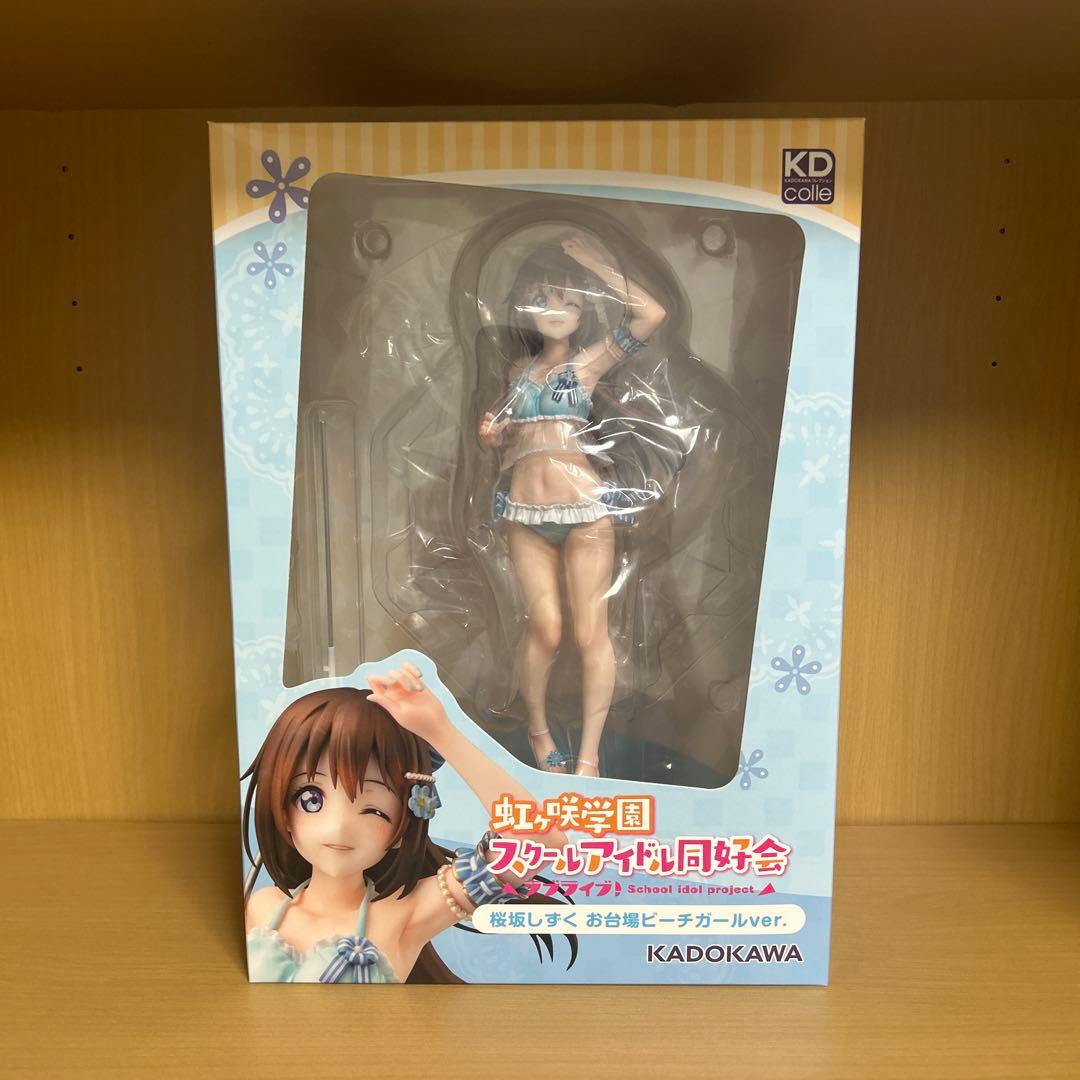 KD
KADOKAWAコレクション
colle
虹ヶ咲学園
スクールアイドル同好会
ラブライブ! School idol project
桜坂しずく お台場ビーチガールver.
KADOKAWA